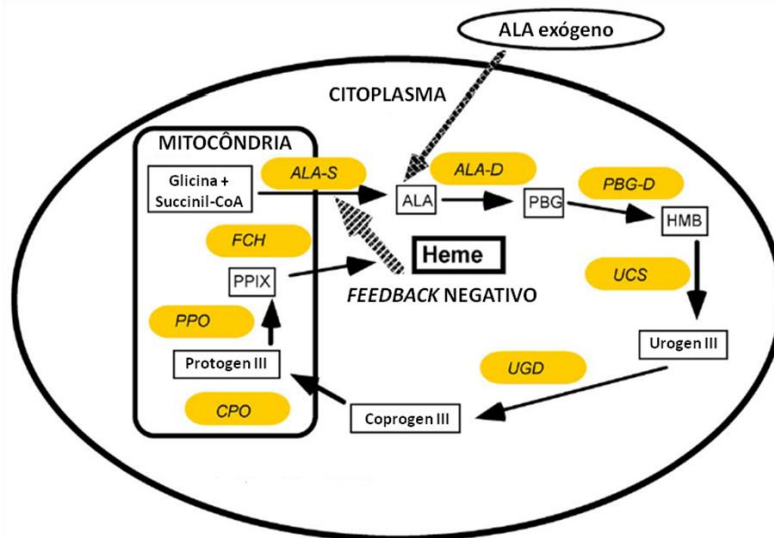 ALA exógeno
CITOPLASMA
MITOCÔNDRIA
Glicina +
Succinil-CoA
ALA-S
ALA
ALA-D
PBG
PBG-D
HMB
FCH
Heme
PPIX
FEEDBACK NEGATIVO
UCS
PPO
Protogen III
Urogen III
UGD
CPO
Coprogen III